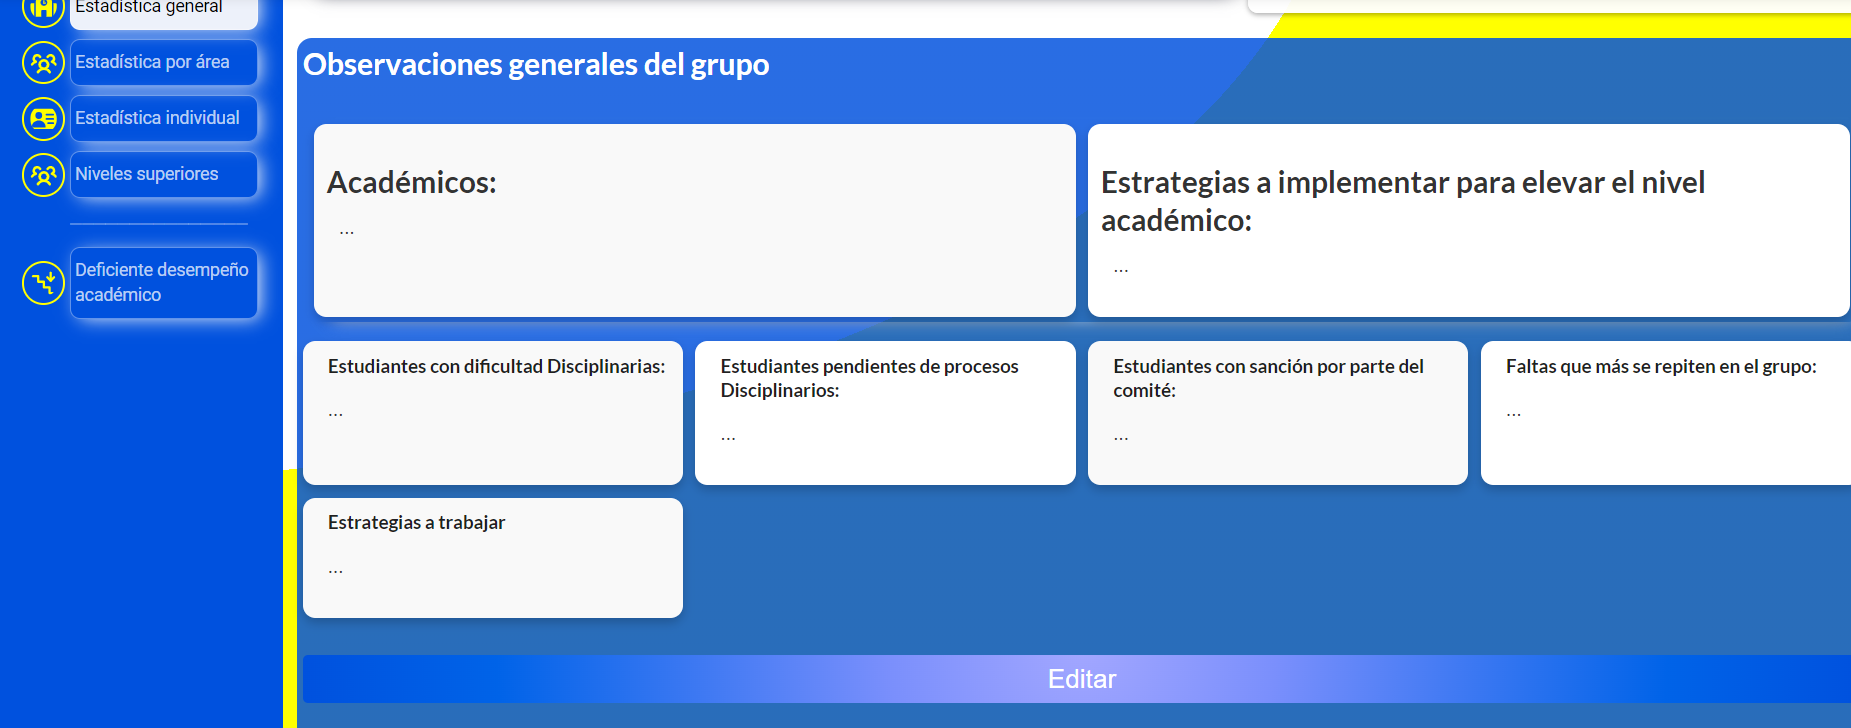 Estadística general
Estadística por área
Estadística individual
Niveles superiores
Deficiente desempeño
académico
Observaciones generales del grupo
Académicos:
...
Estrategias a implementar para elevar el nivel
académico:
...
Estudiantes con dificultad Disciplinarias:
...
Estudiantes pendientes de procesos
Disciplinarios:
...
Estudiantes con sanción por parte del
comité:
...
Faltas que más se repiten en el grupo:
...
Estrategias a trabajar
...
Editar